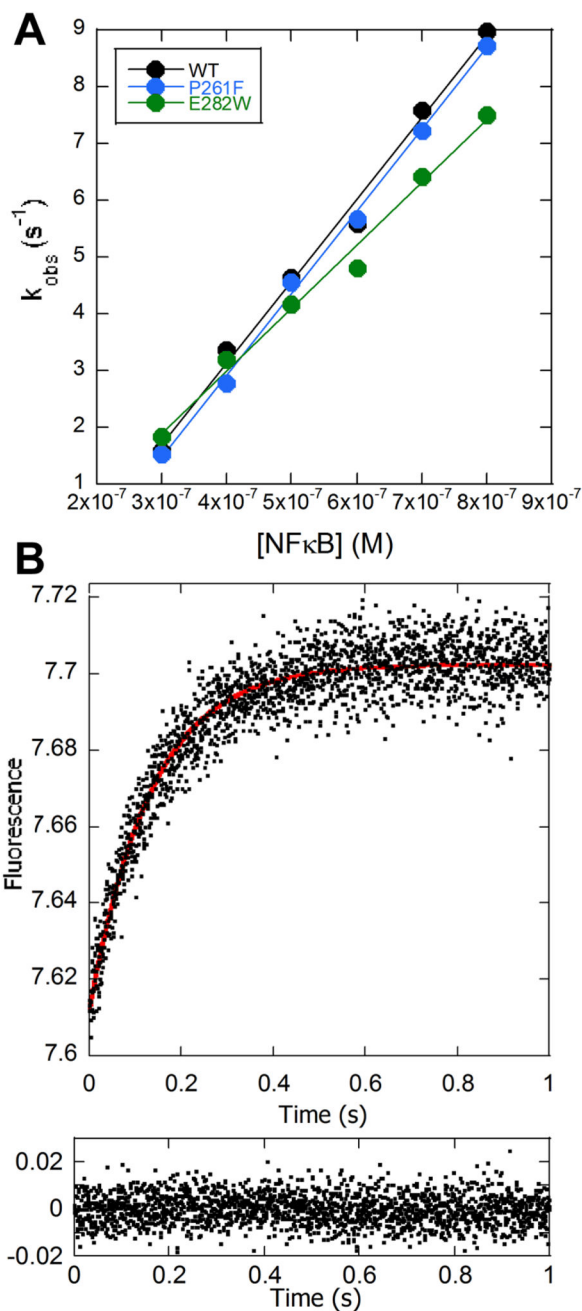 A
WT
P261F
E282W
9
8
7
6
5
4
3
2
1
k_obs (s⁻¹)
2x10⁻⁷ 3x10⁻⁷ 4x10⁻⁷ 5x10⁻⁷ 6x10⁻⁷ 7x10⁻⁷ 8x10⁻⁷ 9x10⁻⁷
[NFκB] (M)
B
7.72
7.7
7.68
7.66
7.64
7.62
7.6
Fluorescence
0 0.2 0.4 0.6 0.8 1
Time (s)
0.02
0
-0.02
0 0.2 0.4 0.6 0.8 1
Time (s)